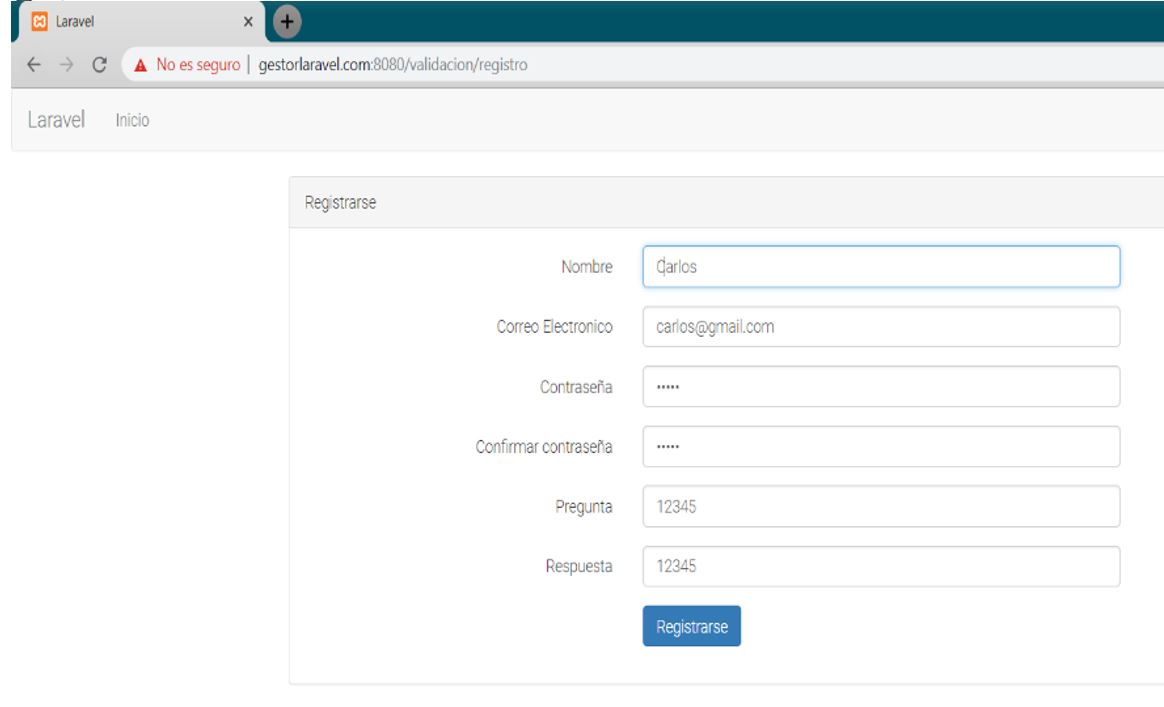 Laravel
No es seguro | gestorlaravel.com:8080/validacion/registro
Laravel Inicio
Registrarse
Nombre Carlos
Correo Electronico carlos@gmail.com
Contraseña •••••
Confirmar contraseña •••••
Pregunta 12345
Respuesta 12345
Registrarse